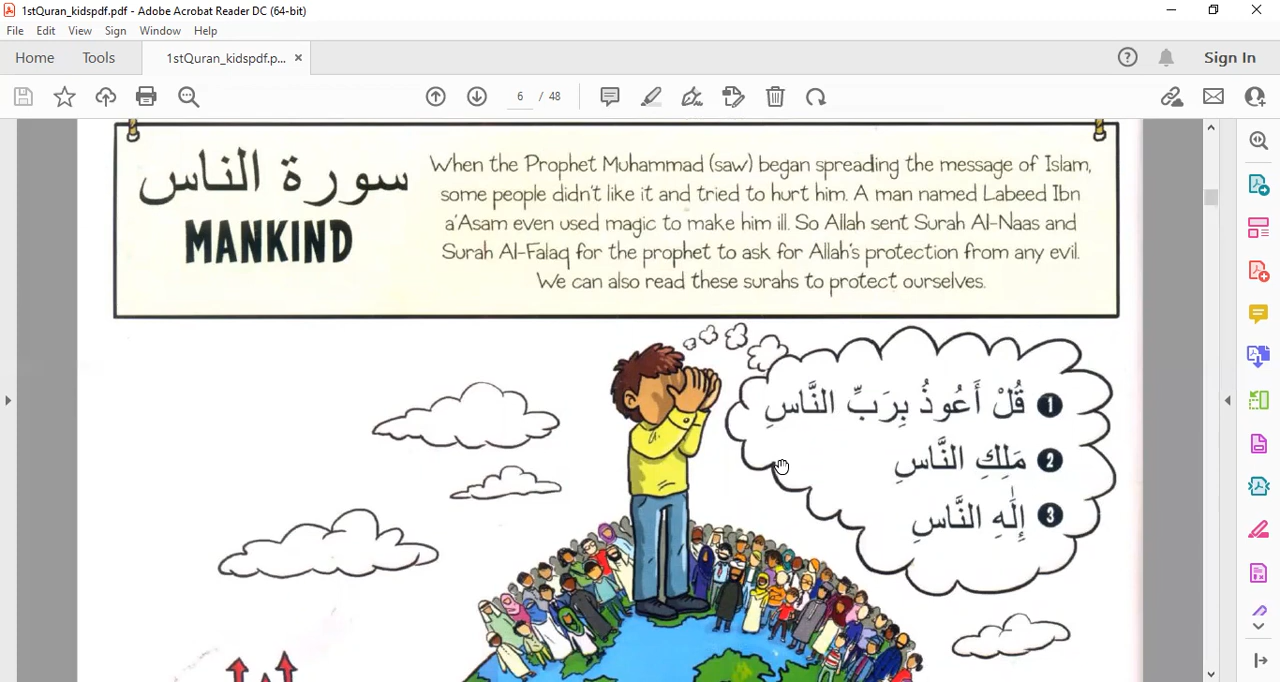 1stQuran_kidspdf.pdf - Adobe Acrobat Reader DC (64-bit)
File Edit View Sign Window Help
Home Tools 1stQuran_kidspdf.p... × Sign In
6 / 48
سورة الناس
MANKIND
When the Prophet Muhammad (saw) began spreading the message of Islam,
some people didn't like it and tried to hurt him. A man named Labeed Ibn
a'Asam even used magic to make him ill. So Allah sent Surah Al-Naas and
Surah Al-Falaq for the prophet to ask for Allah's protection from any evil.
We can also read these surahs to protect ourselves.
1 قُلْ أَعُوذُ بِرَبِّ النَّاسِ
2 مَلِكِ النَّاسِ
3 إِلَٰهِ النَّاسِ